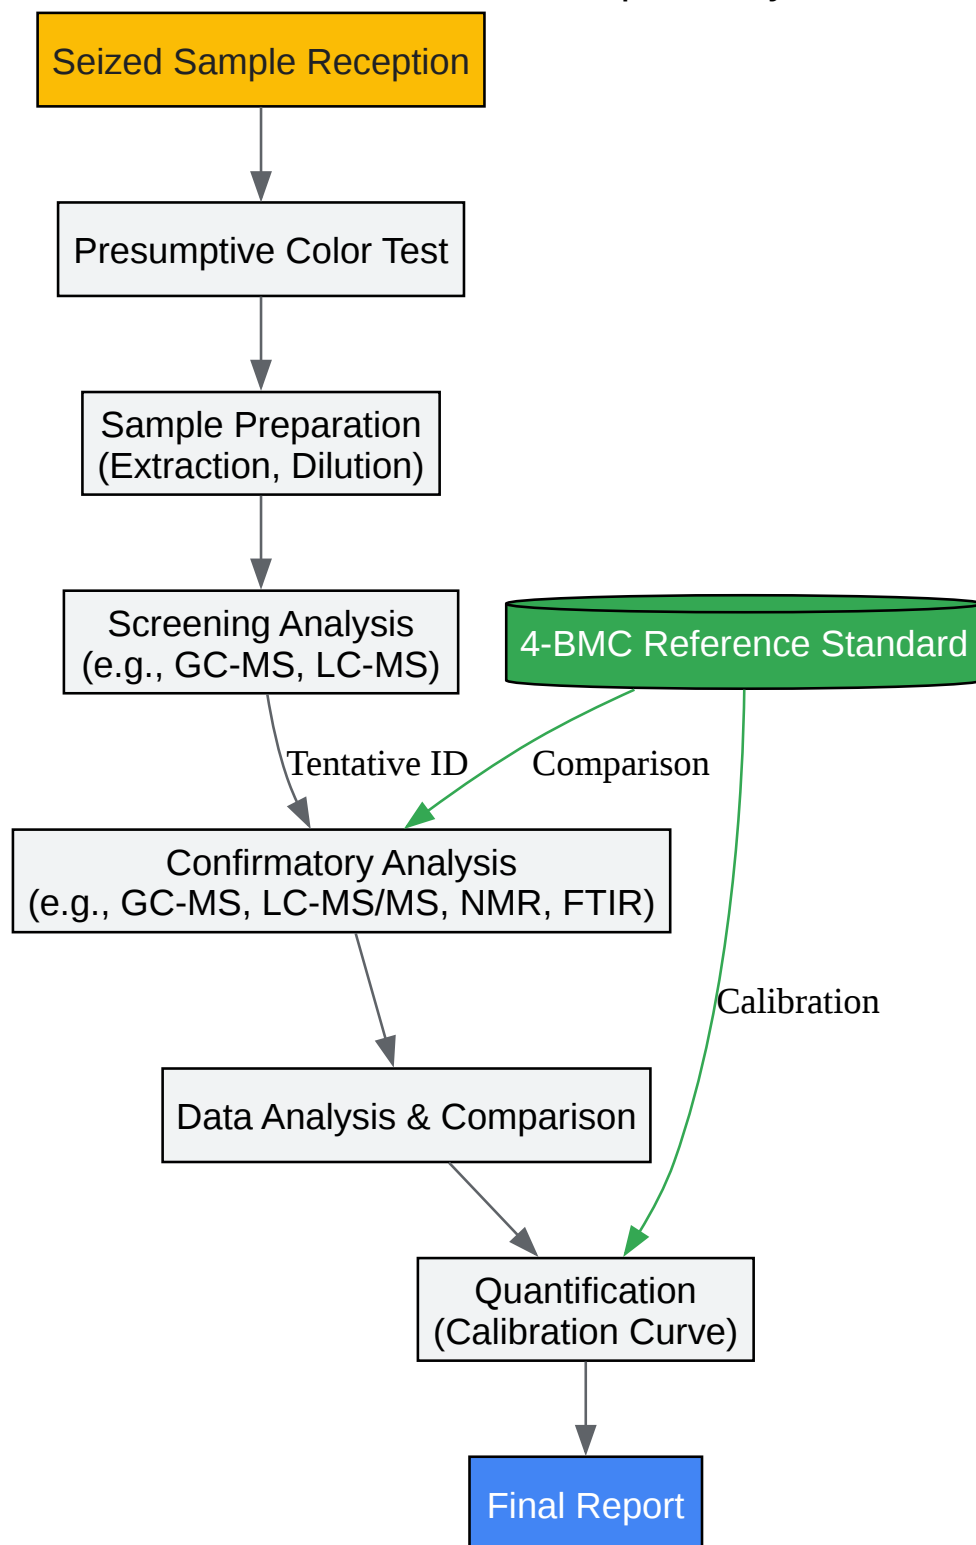 Seized Sample Reception
Presumptive Color Test
Sample Preparation
(Extraction, Dilution)
Screening Analysis
(e.g., GC-MS, LC-MS)
4-BMC Reference Standard
Tentative ID
Comparison
Confirmatory Analysis
(e.g., GC-MS, LC-MS/MS, NMR, FTIR)
Calibration
Data Analysis & Comparison
Quantification
(Calibration Curve)
Final Report